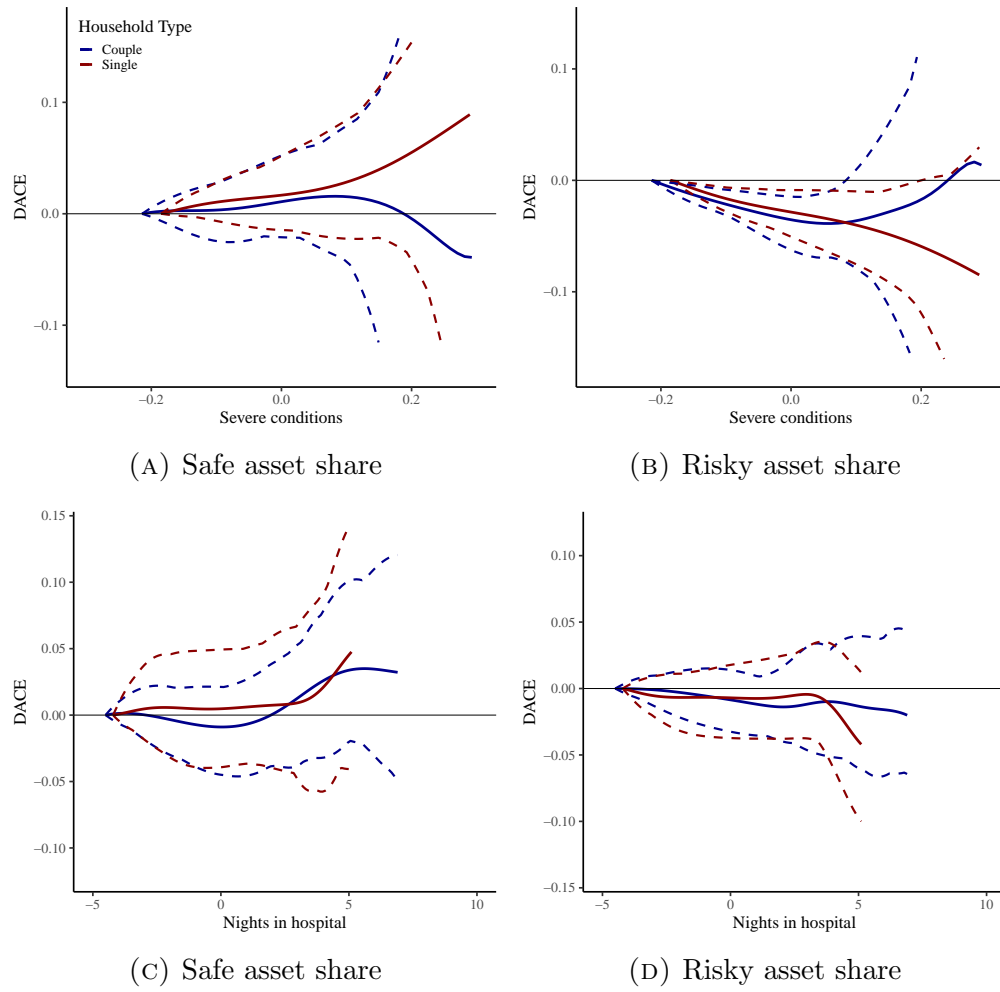 Household Type
Couple
Single
DACE
0.1
0.0
−0.1
−0.2
0.0
0.2
Severe conditions
(A) Safe asset share
DACE
0.1
0.0
−0.1
−0.2
0.0
0.2
Severe conditions
(B) Risky asset share
DACE
0.15
0.10
0.05
0.00
−0.05
−0.10
−5
0
5
10
Nights in hospital
(C) Safe asset share
DACE
0.10
0.05
0.00
−0.05
−0.10
−0.15
−5
0
5
10
Nights in hospital
(D) Risky asset share